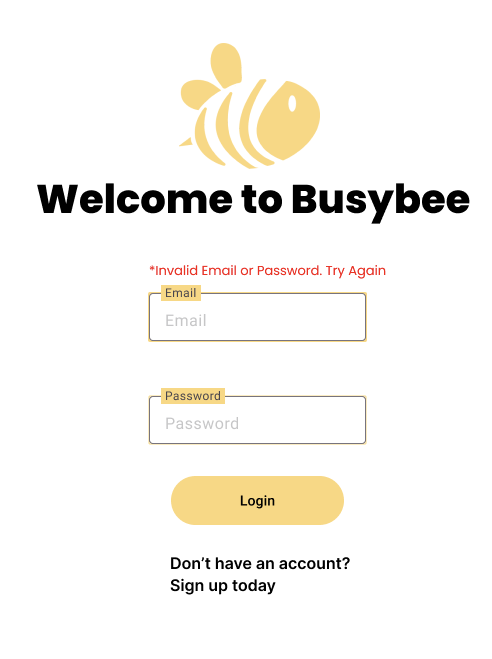 Welcome to Busybee
*Invalid Email or Password. Try Again
Email
Email
Password
Password
Login
Don’t have an account?
Sign up today